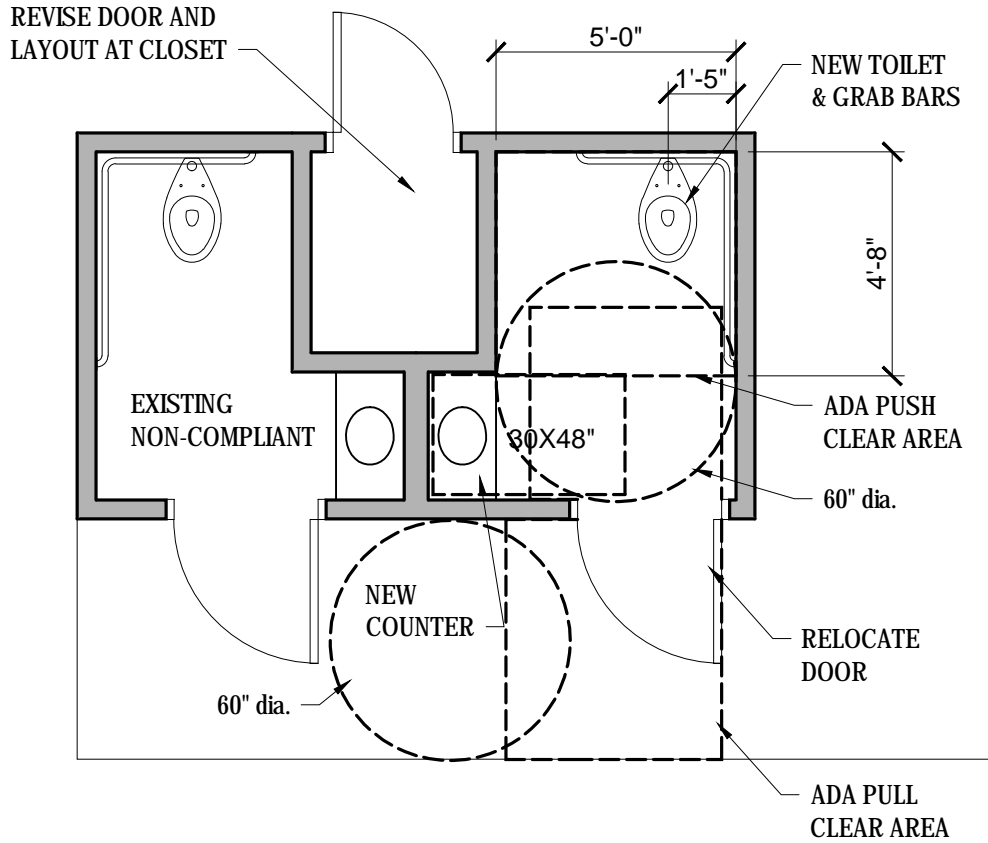 REVISE DOOR AND
LAYOUT AT CLOSET
5'-0"
1'-5"
NEW TOILET
& GRAB BARS
4'-8"
EXISTING
NON-COMPLIANT
30X48"
ADA PUSH
CLEAR AREA
60" dia.
NEW
COUNTER
RELOCATE
DOOR
60" dia.
ADA PULL
CLEAR AREA